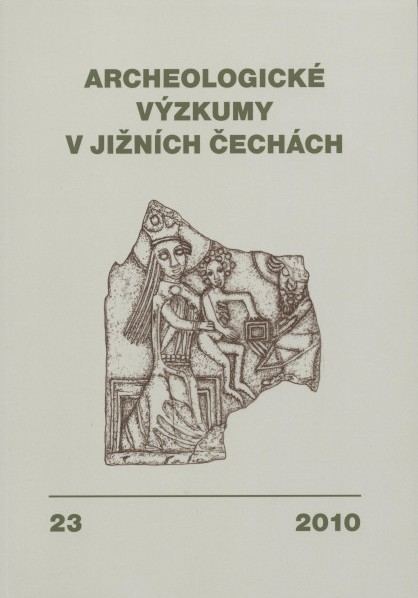 ARCHEOLOGICKÉ
VÝZKUMY
V JIŽNÍCH ČECHÁCH
23 2010